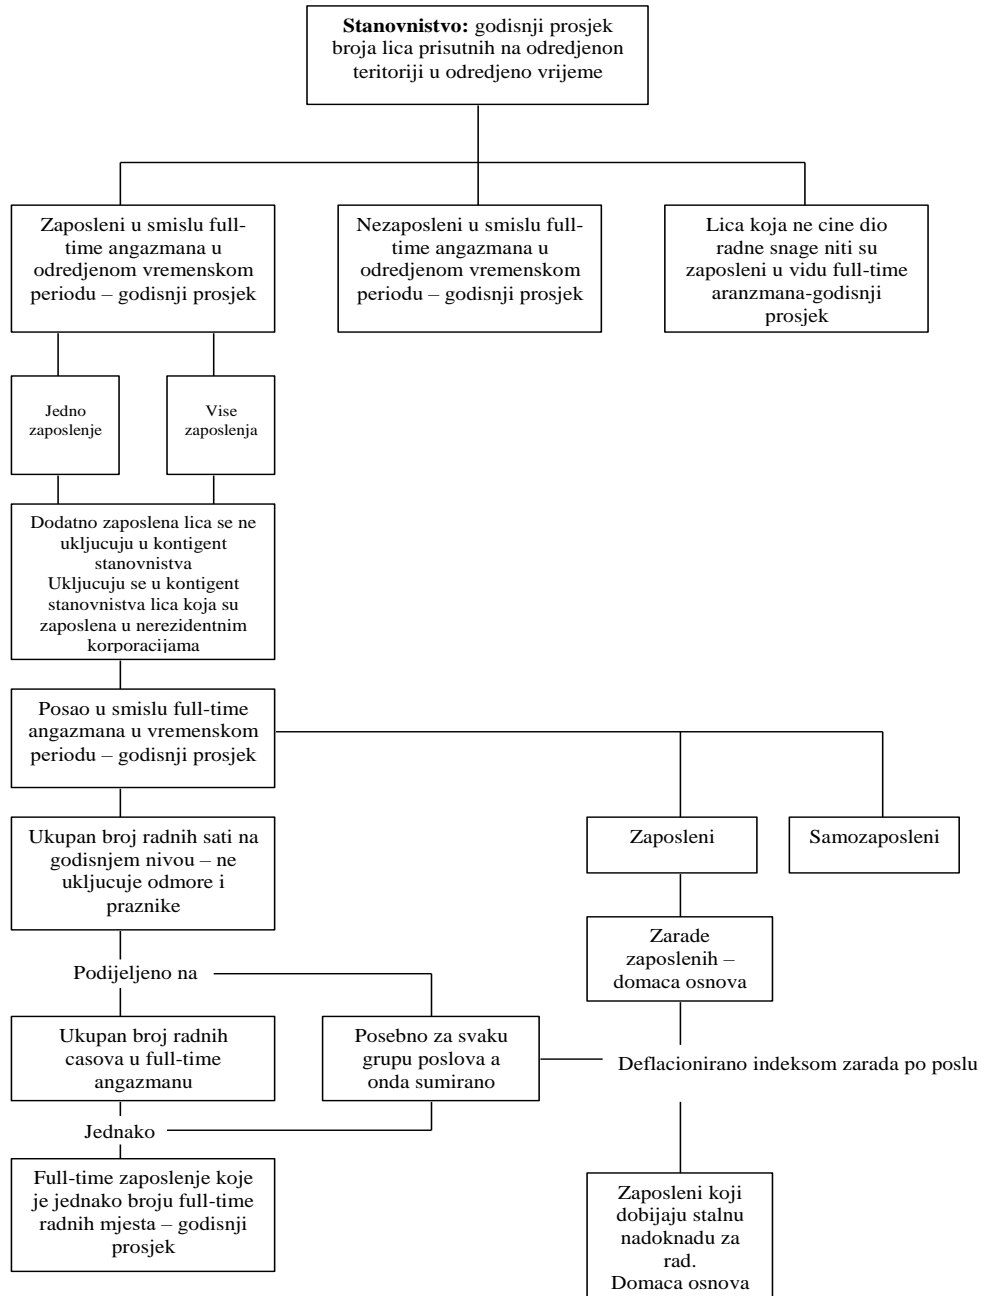 Stanovnistvo: godisnji prosjek
broja lica prisutnih na odredjenon
teritoriji u odredjeno vrijeme
Zaposleni u smislu full-
time angazmana u
odredjenom vremenskom
periodu – godisnji prosjek
Nezaposleni u smislu full-
time angazmana u
odredjenom vremenskom
periodu – godisnji prosjek
Lica koja ne cine dio
radne snage niti su
zaposleni u vidu full-time
aranzmana-godisnji
prosjek
Jedno
zaposlenje
Vise
zaposlenja
Dodatno zaposlena lica se ne
ukljucuju u kontigent
stanovnistva
Ukljucuju se u kontigent
stanovnistva lica koja su
zaposlena u nerezidentnim
korporacijama
Posao u smislu full-time
angazmana u vremenskom
periodu – godisnji prosjek
Ukupan broj radnih sati na
godisnjem nivou – ne
ukljucuje odmore i
praznike
Zaposleni
Samozaposleni
Zarade
zaposlenih –
domaca osnova
Podijeljeno na
Ukupan broj radnih
casova u full-time
angazmanu
Posebno za svaku
grupu poslova a
onda sumirano
Deflacionirano indeksom zarada po poslu
Jednako
Full-time zaposlenje koje
je jednako broju full-time
radnih mjesta – godisnji
prosjek
Zaposleni koji
dobijaju stalnu
nadoknadu za
rad.
Domaca osnova